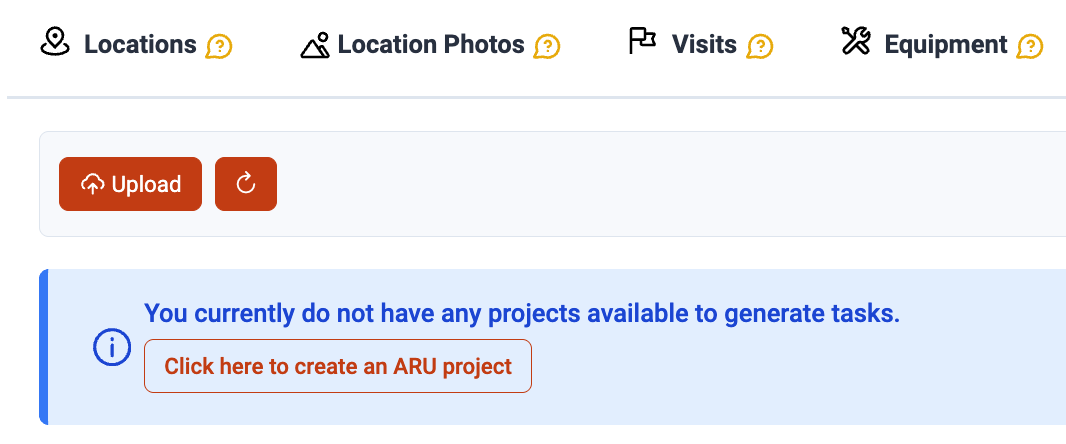 Locations Location Photos Visits Equipment
Upload
You currently do not have any projects available to generate tasks.
Click here to create an ARU project